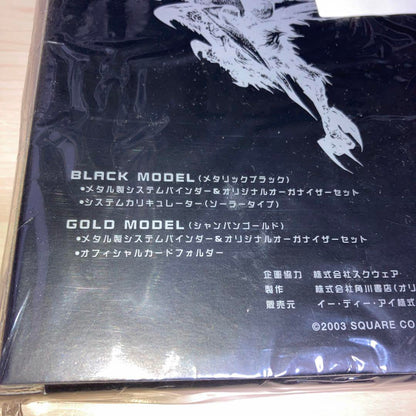 BLACK MODEL(メタリックブラック)
•メタル製システムバインダー&オリジナルオーガナイザーセット
•システムカリキュレーター(ソーラータイプ)
GOLD MODEL(シャンパンゴールド)
•メタル製システムバインダー&オリジナルオーガナイザーセット
•オフィシャルカードフォルダー
企画協力 株式会社スクウェア
製作 株式会社角川書店(オリ
販売元 イー・ディー・アイ株式
©2003 SQUARE CO